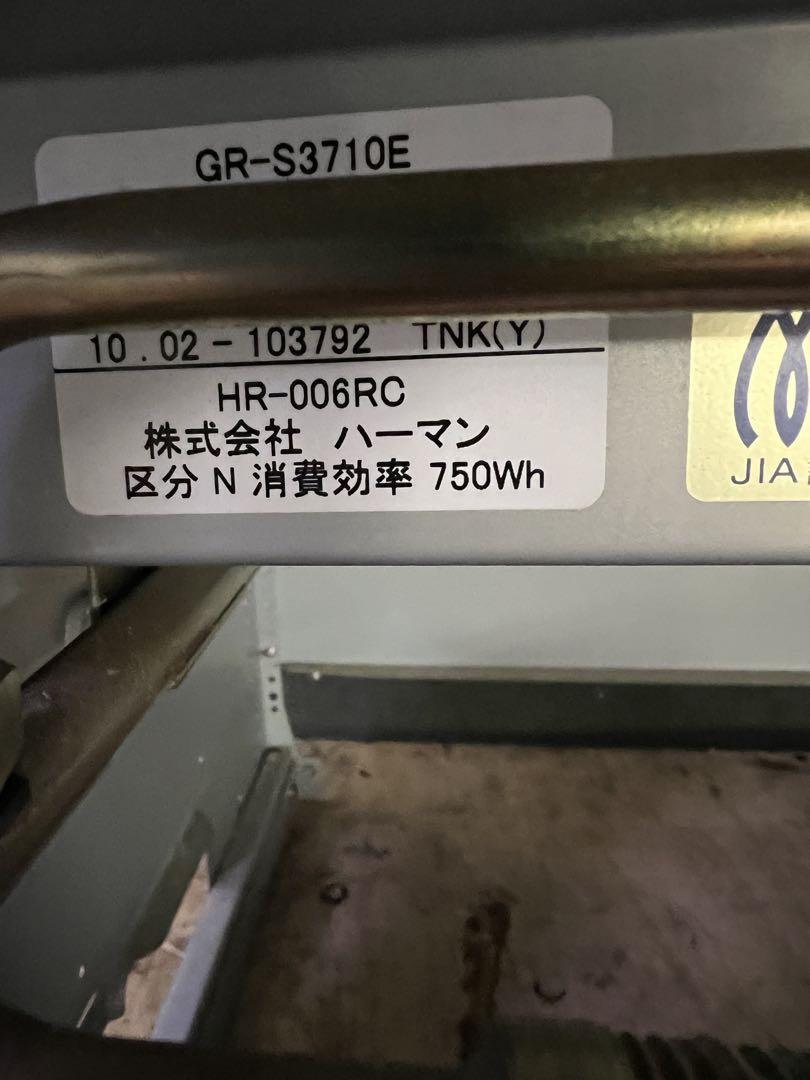 GR-S3710E
10.02-103792 TNK(Y)
HR-006RC
株式会社 ハーマン
区分 N 消費効率 750Wh
JIA